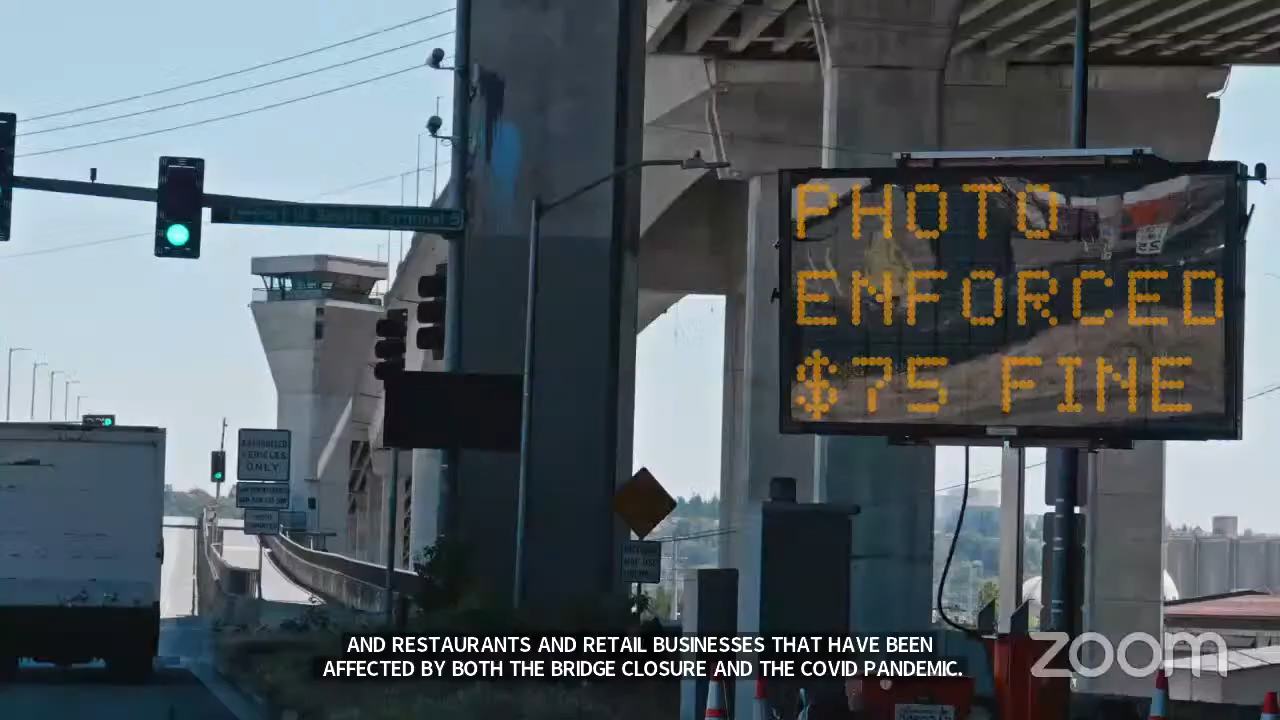 PHOTO
ENFORCED
$75 FINE
AUTHORIZED
VEHICLES
ONLY
AND RESTAURANTS AND RETAIL BUSINESSES THAT HAVE BEEN
AFFECTED BY BOTH THE BRIDGE CLOSURE AND THE COVID PANDEMIC.
zoom